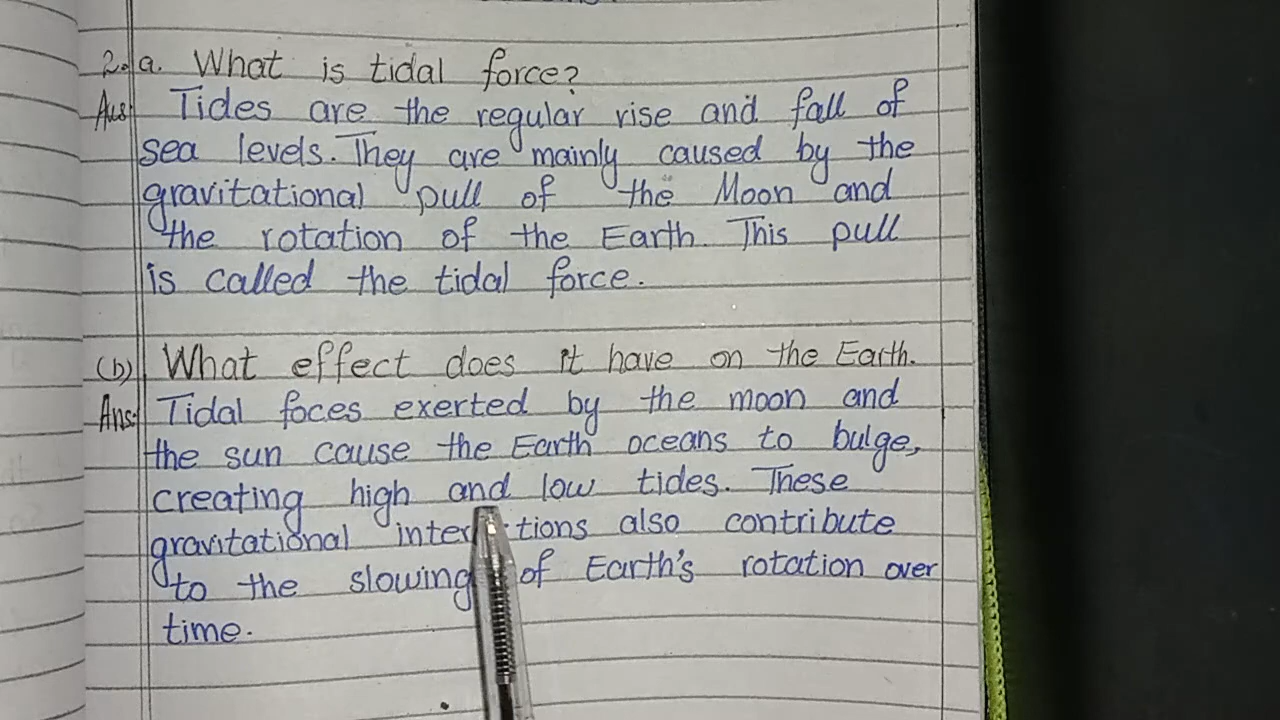 2. a. What is tidal force?
Ans: Tides are the regular rise and fall of
sea levels. They are mainly caused by the
gravitational pull of the Moon and
the rotation of the Earth. This pull
is called the tidal force.
(b) What effect does it have on the Earth.
Ans: Tidal foces exerted by the moon and
the sun cause the Earth oceans to bulge,
creating high and low tides. These
gravitational also contribute
to the slowing of Earth's rotation over
time.